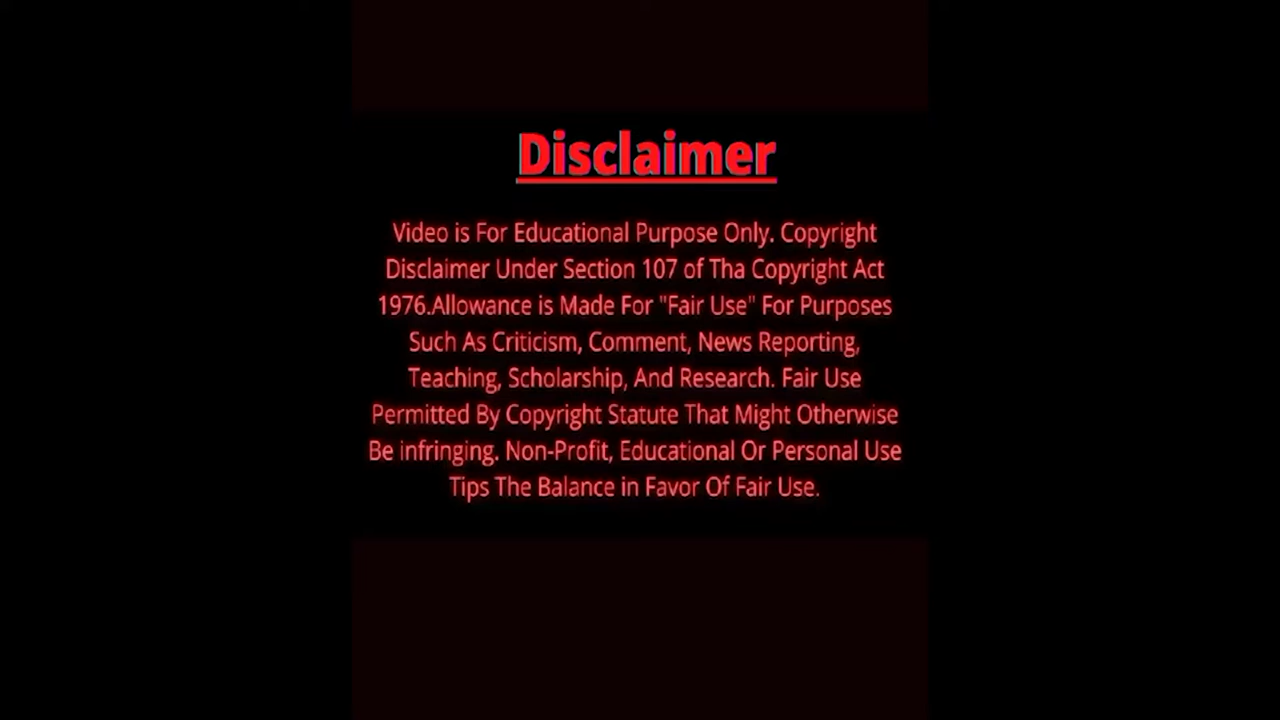 Disclaimer
Video is For Educational Purpose Only. Copyright
Disclaimer Under Section 107 of Tha Copyright Act
1976.Allowance is Made For "Fair Use" For Purposes
Such As Criticism, Comment, News Reporting,
Teaching, Scholarship, And Research. Fair Use
Permitted By Copyright Statute That Might Otherwise
Be infringing. Non-Profit, Educational Or Personal Use
Tips The Balance in Favor Of Fair Use.